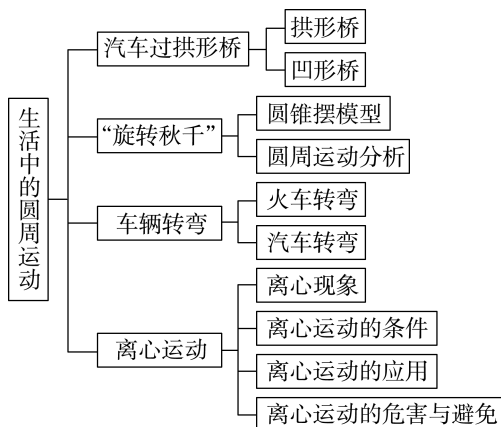 生活中的圆周运动
汽车过拱形桥
拱形桥
凹形桥
“旋转秋千”
圆锥摆模型
圆周运动分析
车辆转弯
火车转弯
汽车转弯
离心运动
离心现象
离心运动的条件
离心运动的应用
离心运动的危害与避免